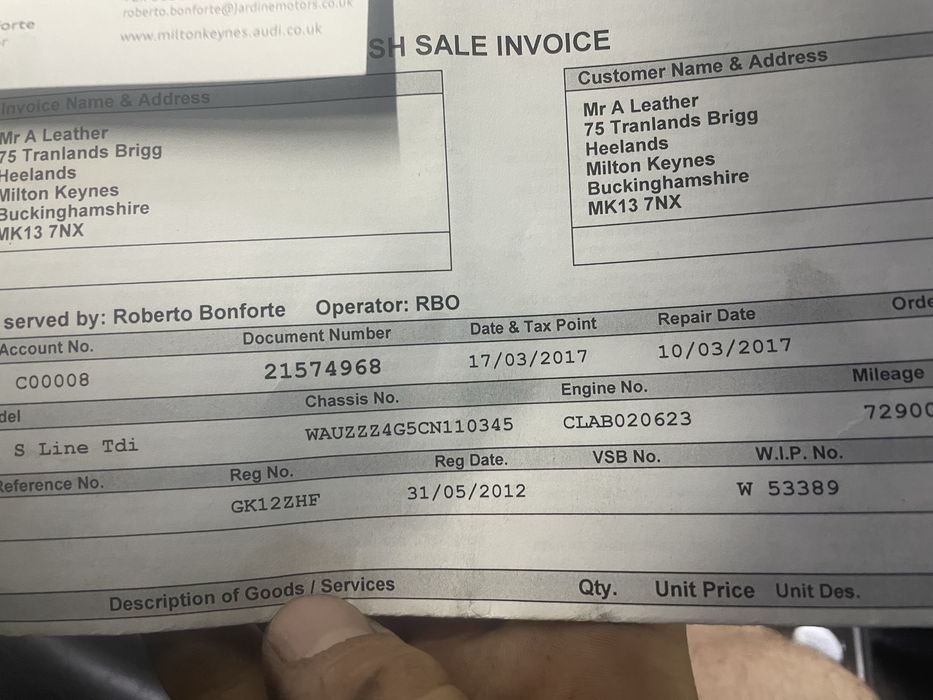 roberto.bonforte@jardinemotors.co.uk
orte
r
www.miltonkeynes.audi.co.uk
SH SALE INVOICE
Invoice Name & Address
Mr A Leather
75 Tranlands Brigg
Heelands
Milton Keynes
Buckinghamshire
MK13 7NX
Customer Name & Address
Mr A Leather
75 Tranlands Brigg
Heelands
Milton Keynes
Buckinghamshire
MK13 7NX
served by: Roberto Bonforte Operator: RBO
Account No. Document Number Date & Tax Point Repair Date Orde
C00008 21574968 17/03/2017 10/03/2017
del Chassis No. Engine No. Mileage
S Line Tdi WAUZZZ4G5CN110345 CLAB020623 72900
Reference No. Reg No. Reg Date. VSB No. W.I.P. No.
GK12ZHF 31/05/2012 W 53389
Description of Goods / Services Qty. Unit Price Unit Des.